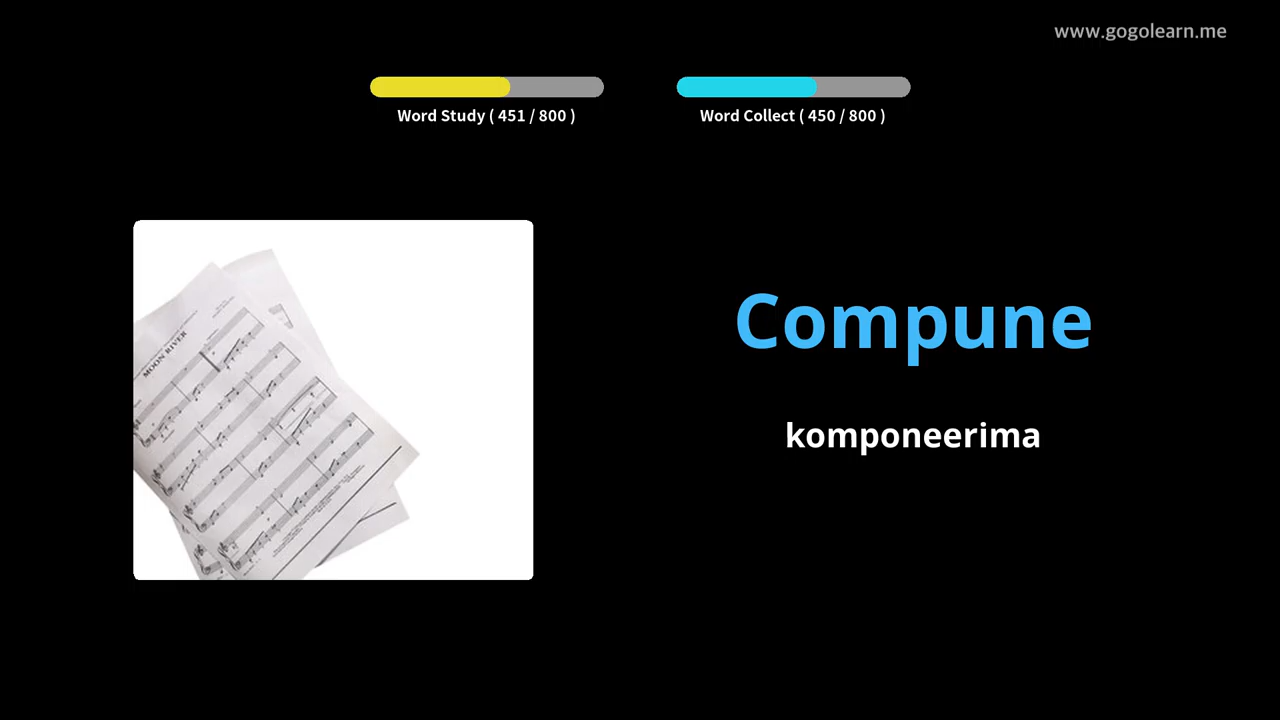 www.gogolearn.me
Word Study ( 451 / 800 )
Word Collect ( 450 / 800 )
MOON RIVER
Compune
komponeerima